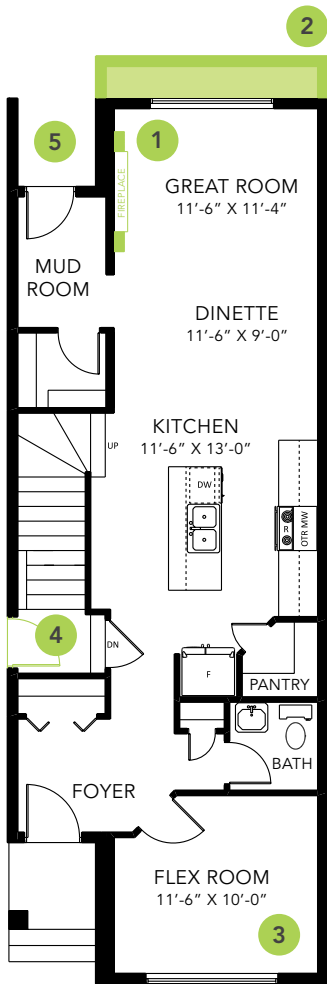 2
5
1
FIREPLACE
GREAT ROOM
11'-6" X 11'-4"
MUD
ROOM
DINETTE
11'-6" X 9'-0"
KITCHEN
11'-6" X 13'-0"
UP
DW
R
OTR MW
4
DN
F
PANTRY
BATH
FOYER
FLEX ROOM
11'-6" X 10'-0"
3